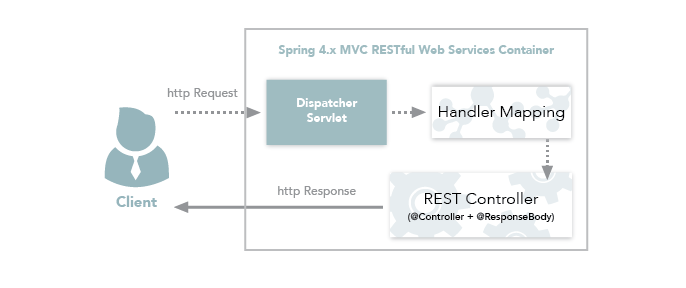 Spring 4.x MVC RESTful Web Services Container
http Request
Dispatcher
Servlet
Handler Mapping
http Response
REST Controller
(@Controller + @ResponseBody)
Client